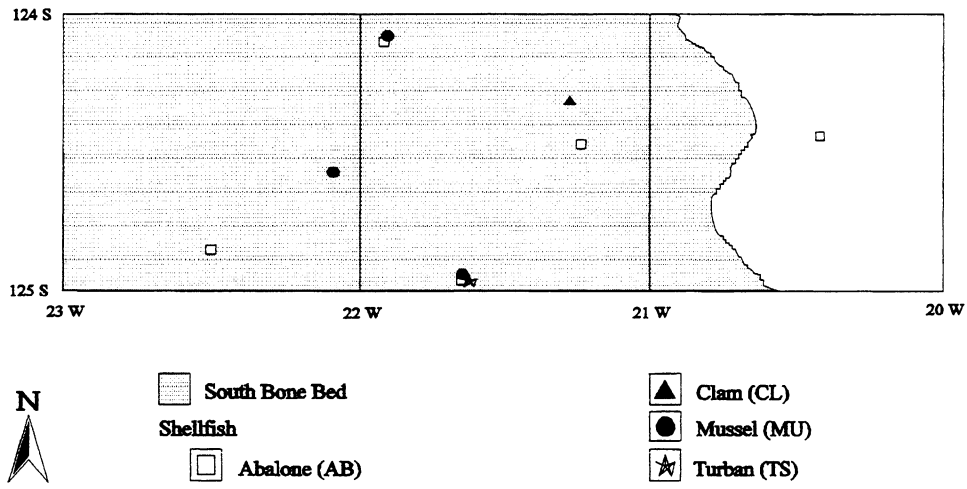 124 S
125 S
23 W
22 W
21 W
20 W
N
South Bone Bed
Shellfish
Abalone (AB)
Clam (CL)
Mussel (MU)
Turban (TS)